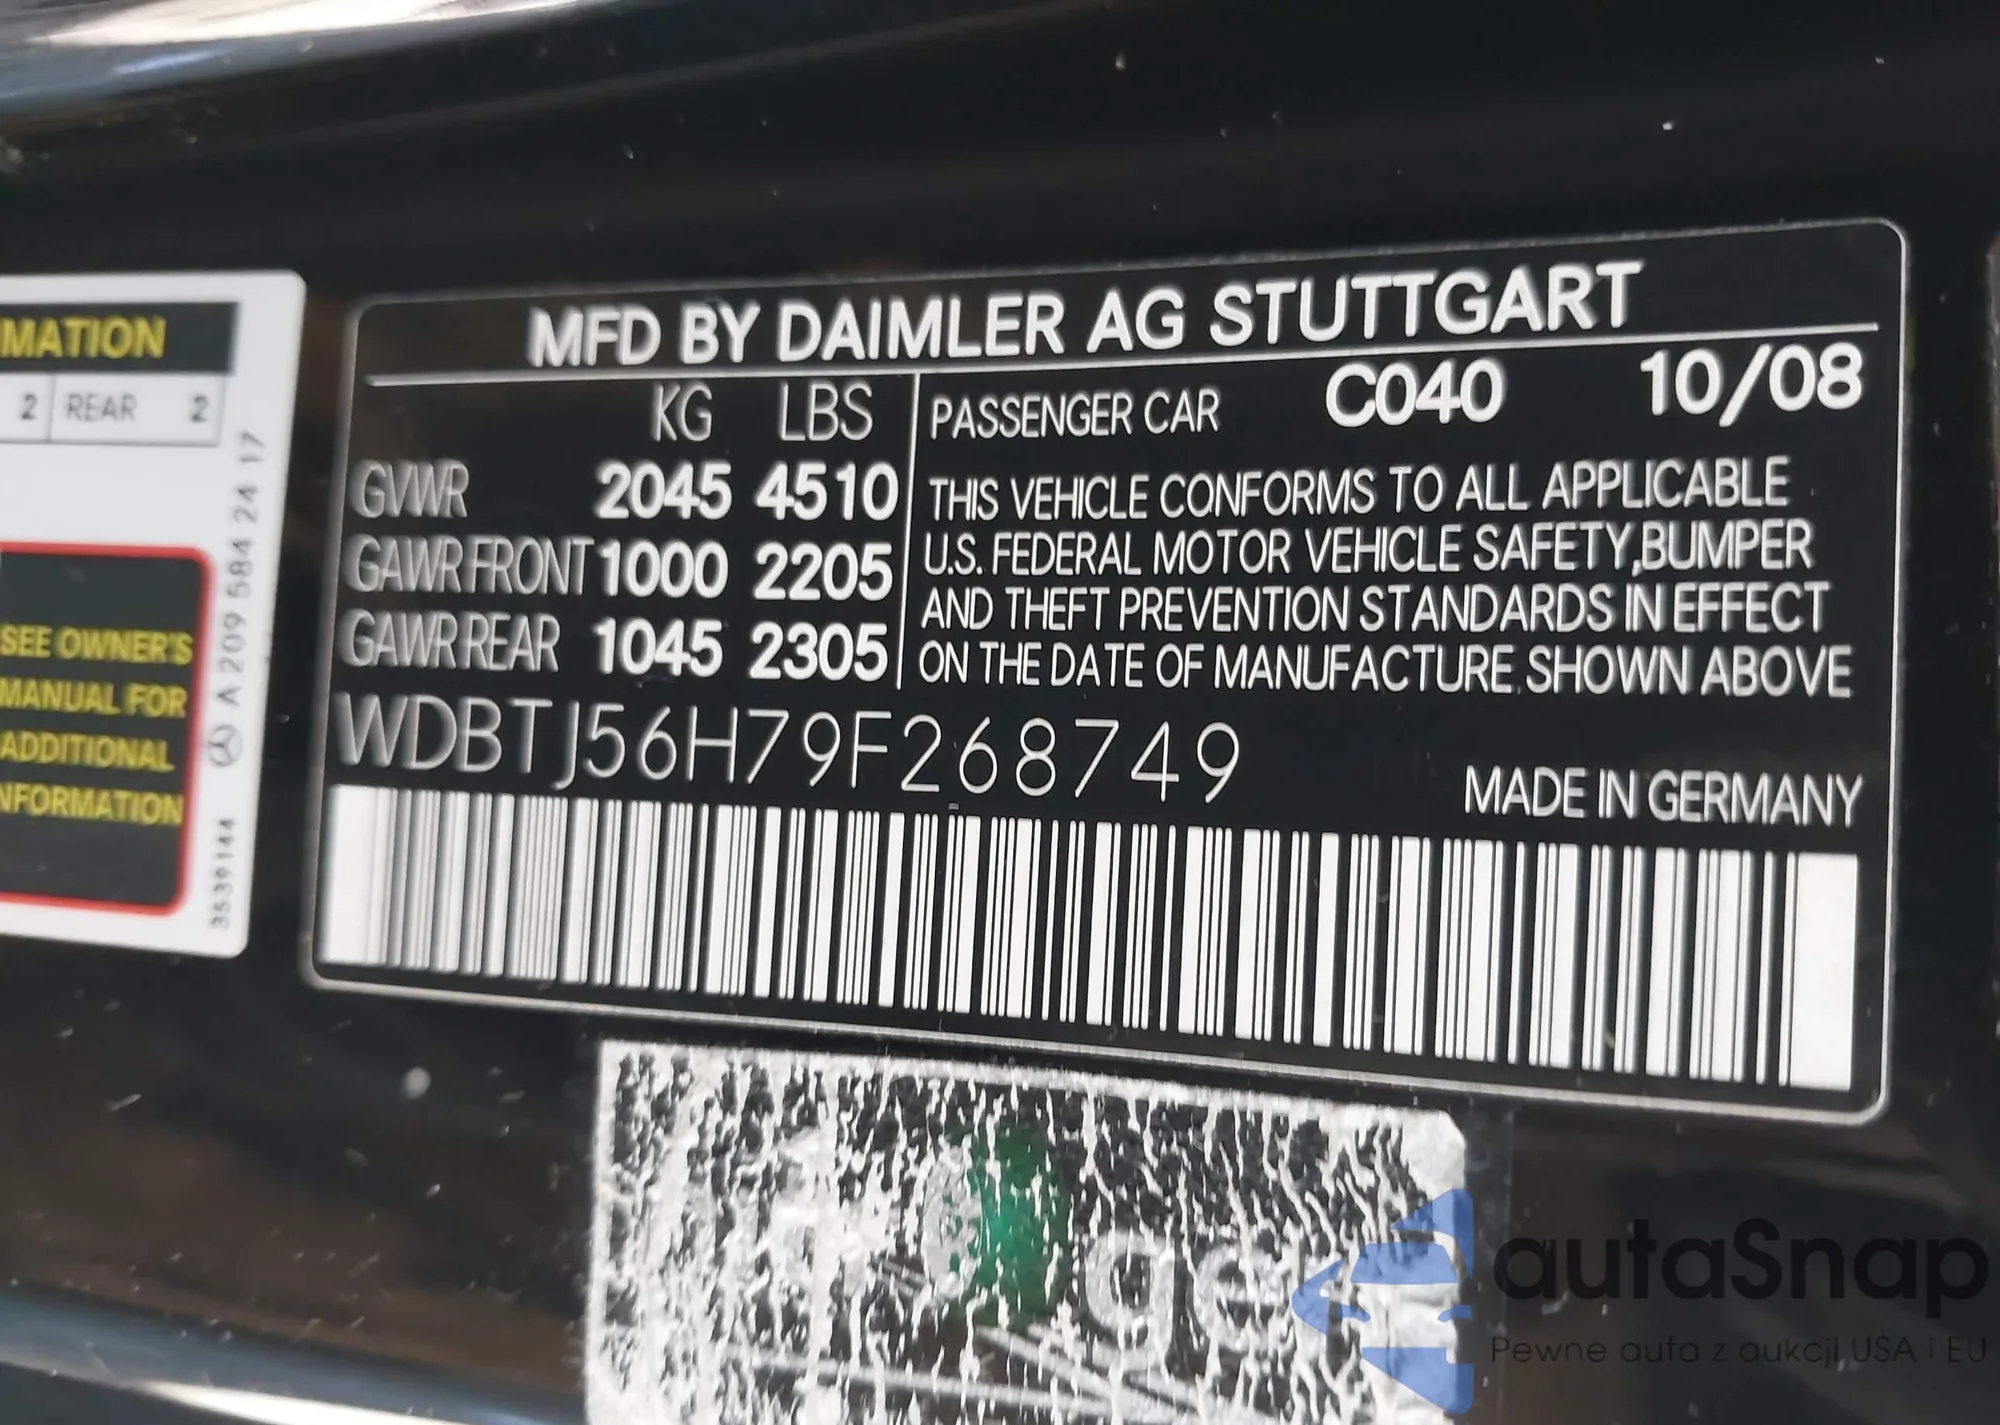 MATION
2 REAR 2
SEE OWNER'S
MANUAL FOR
ADDITIONAL
NFORMATION
A 209 584 24 17
3539144
MFD BY DAIMLER AG STUTTGART
KG LBS
GVWR 2045 4510
GAWR FRONT 1000 2205
GAWR REAR 1045 2305
PASSENGER CAR C040 10/08
THIS VEHICLE CONFORMS TO ALL APPLICABLE
U.S. FEDERAL MOTOR VEHICLE SAFETY,BUMPER
AND THEFT PREVENTION STANDARDS IN EFFECT
ON THE DATE OF MANUFACTURE SHOWN ABOVE
WDBTJ56H79F268749
MADE IN GERMANY
autaSnap
Pewne auta z aukcji USA i EU